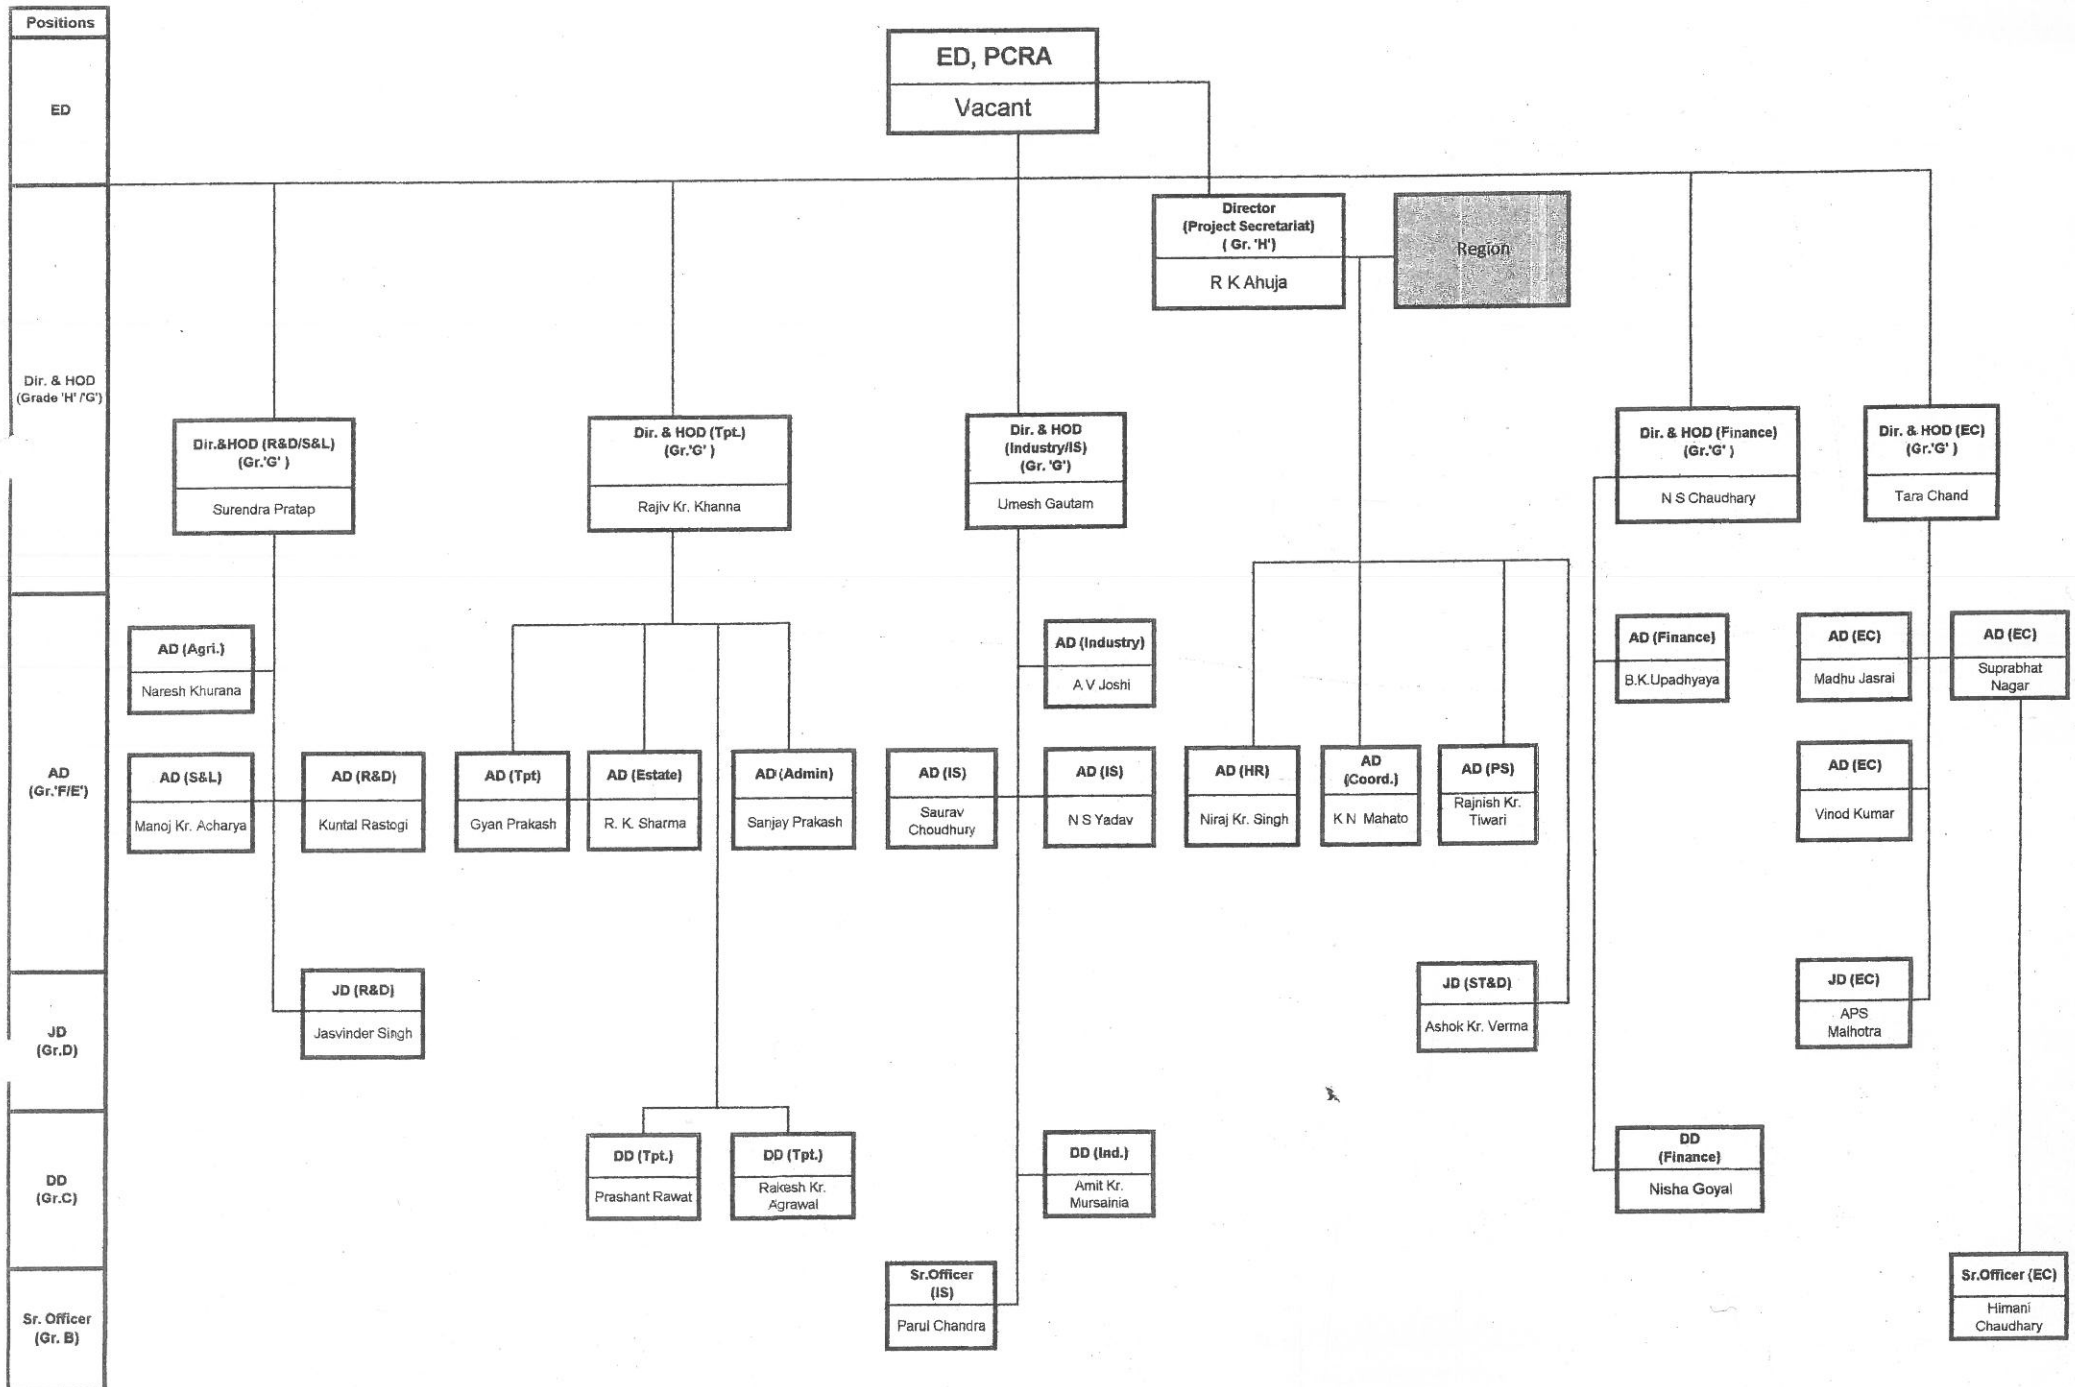 Positions
ED
Dir. & HOD
(Grade 'H' /'G')
AD
(Gr.'F/E')
JD
(Gr.D)
DD
(Gr.C)
Sr. Officer
(Gr. B)
ED, PCRA
Vacant
Director
(Project Secretariat)
( Gr. 'H')
R K Ahuja
Region
Dir.&HOD (R&D/S&L)
(Gr.'G' )
Surendra Pratap
Dir. & HOD (Tpt.)
(Gr.'G' )
Rajiv Kr. Khanna
Dir. & HOD
(Industry/IS)
(Gr. 'G')
Umesh Gautam
Dir. & HOD (Finance)
(Gr.'G' )
N S Chaudhary
Dir. & HOD (EC)
(Gr.'G' )
Tara Chand
AD (Agri.)
Naresh Khurana
AD (Industry)
A V Joshi
AD (Finance)
B.K.Upadhyaya
AD (EC)
Madhu Jasrai
AD (EC)
Suprabhat
Nagar
AD (S&L)
Manoj Kr. Acharya
AD (R&D)
Kuntal Rastogi
AD (Tpt)
Gyan Prakash
AD (Estate)
R. K. Sharma
AD (Admin)
Sanjay Prakash
AD (IS)
Saurav
Choudhury
AD (IS)
N S Yadav
AD (HR)
Niraj Kr. Singh
AD
(Coord.)
K N Mahato
AD (PS)
Rajnish Kr.
Tiwari
AD (EC)
Vinod Kumar
JD (R&D)
Jasvinder Singh
JD (ST&D)
Ashok Kr. Verma
JD (EC)
APS
Malhotra
DD (Tpt.)
Prashant Rawat
DD (Tpt.)
Rakesh Kr.
Agrawal
DD (Ind.)
Amit Kr.
Mursainia
DD
(Finance)
Nisha Goyal
Sr.Officer
(IS)
Parul Chandra
Sr.Officer (EC)
Himani
Chaudhary